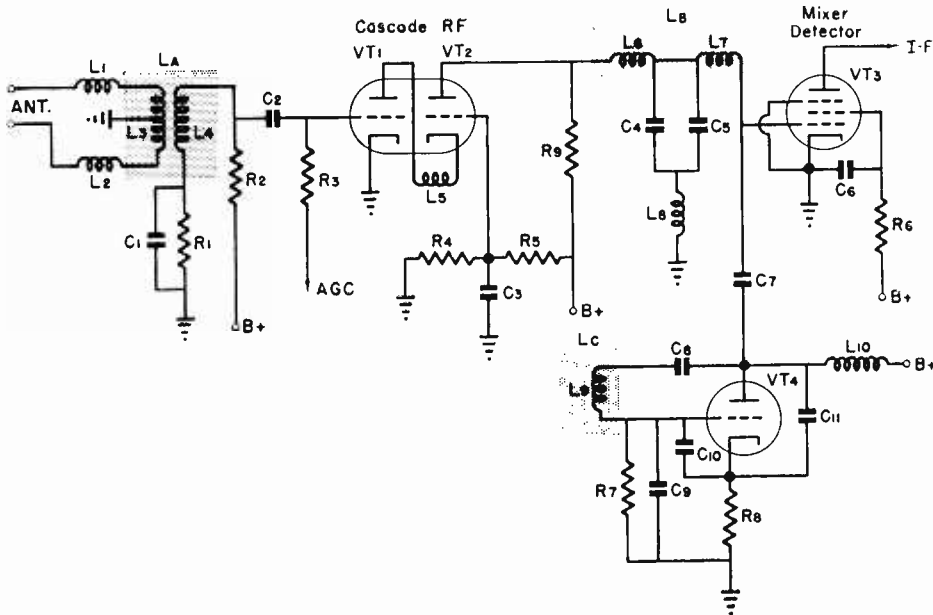 Cascode RF
VT1 VT2
LB
L6 L7
Mixer
Detector
I-F
VT3
L1 LA
ANT.
L3 L4
L2
C2
R2
R3
L5
R9
C4 C5
L8
C6
R6
C1
R1
B+
AGC
R4 R5
C3
B+
C7
B+
LC
C8
L10
B+
L9
VT4
C11
C10
R7
C9
R8